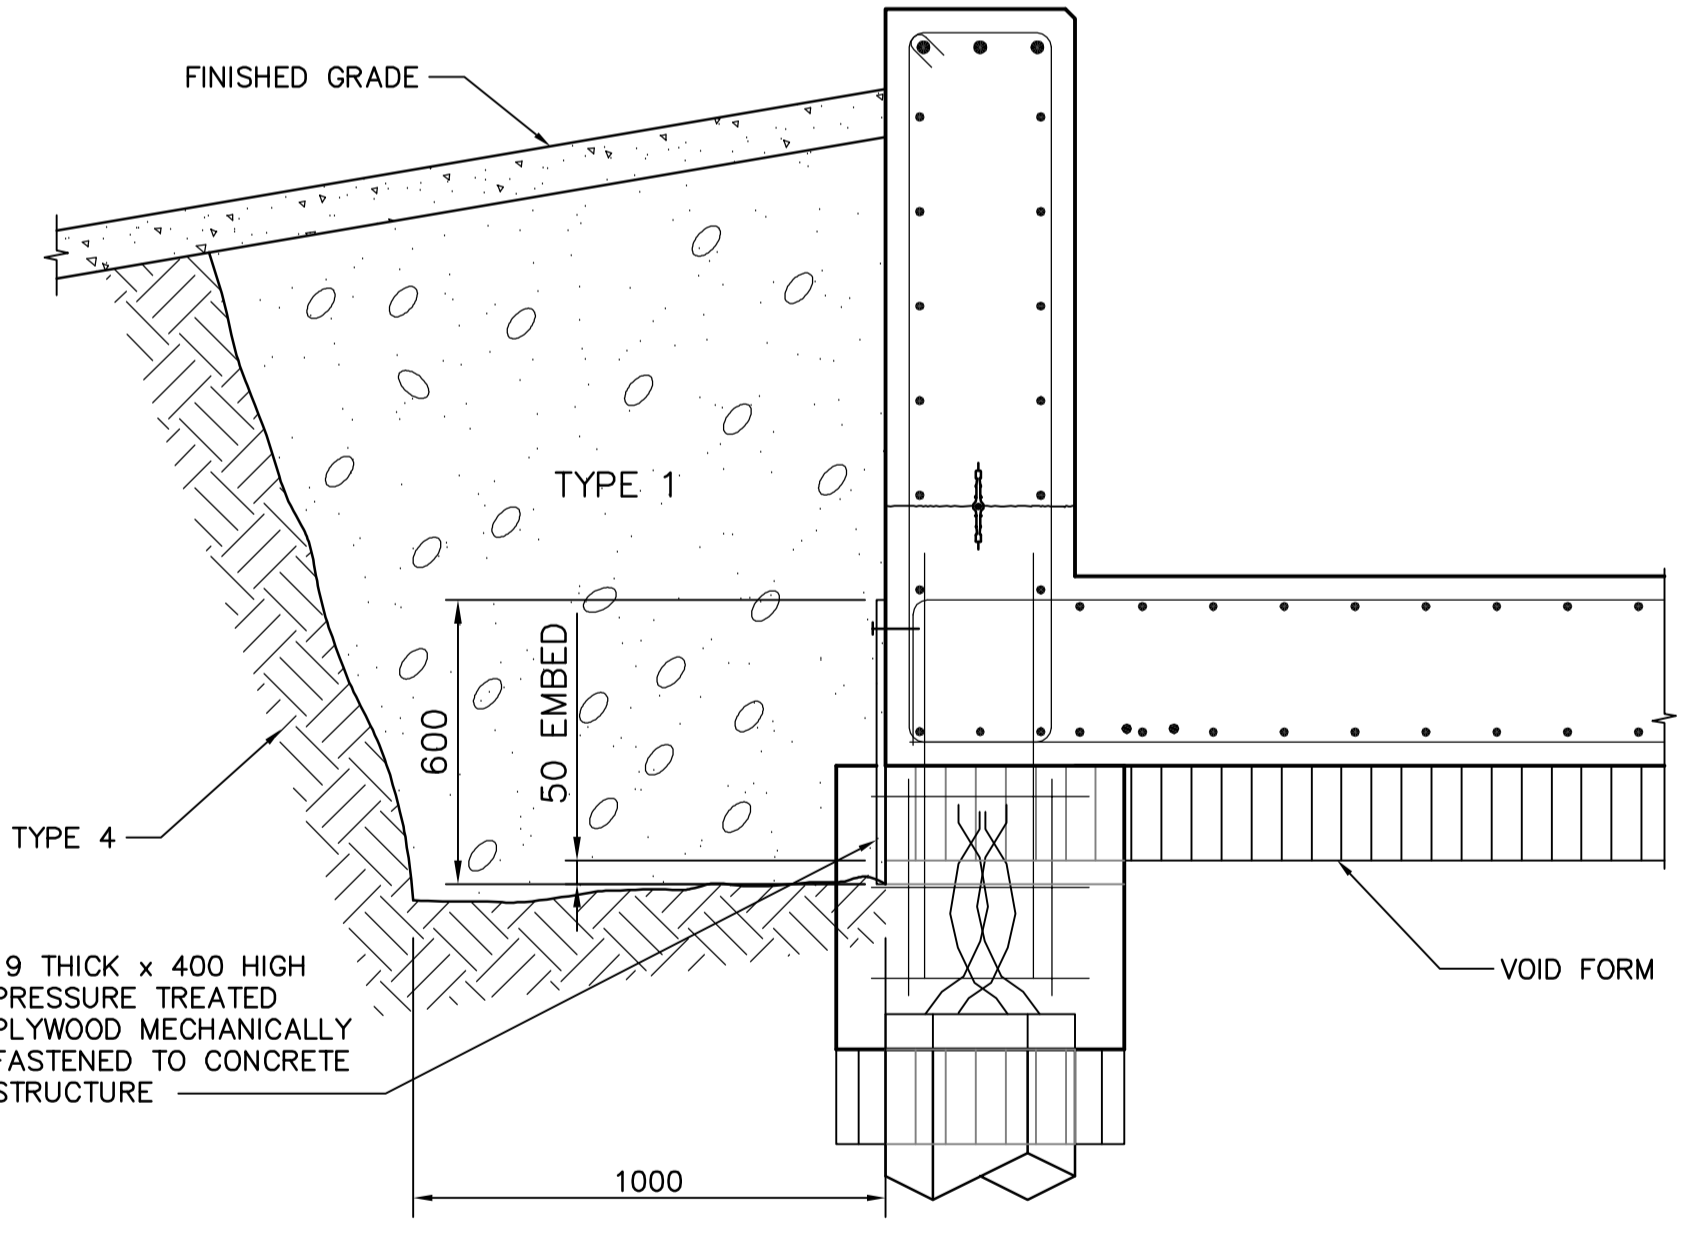 FINISHED GRADE
TYPE 1
600
50 EMBED
TYPE 4
9 THICK x 400 HIGH
PRESSURE TREATED
PLYWOOD MECHANICALLY
FASTENED TO CONCRETE
STRUCTURE
VOID FORM
1000